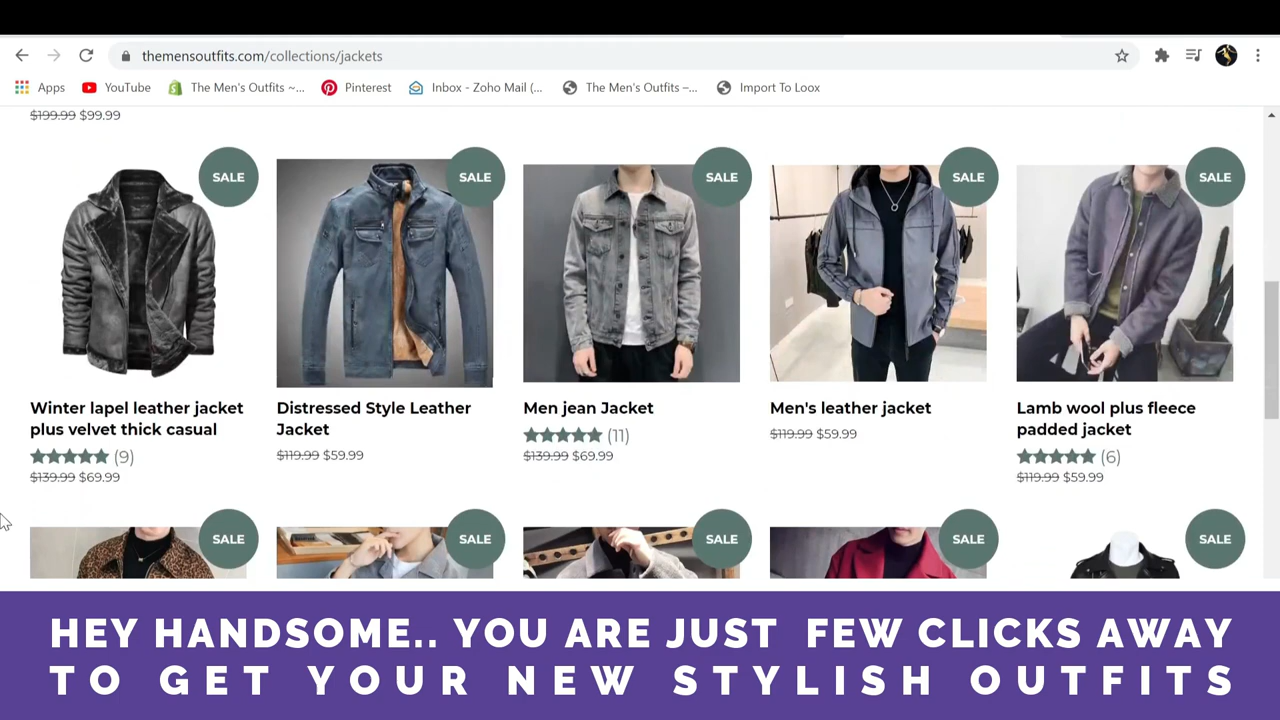 themensoutfits.com/collections/jackets
Apps YouTube The Men's Outfits ~... Pinterest Inbox - Zoho Mail (... The Men's Outfits –... Import To Loox
$199.99 $99.99
SALE SALE SALE SALE SALE
Winter lapel leather jacket
plus velvet thick casual
(9)
$139.99 $69.99
Distressed Style Leather
Jacket
$119.99 $59.99
Men jean Jacket
(11)
$139.99 $69.99
Men's leather jacket
$119.99 $59.99
Lamb wool plus fleece
padded jacket
(6)
$119.99 $59.99
SALE SALE SALE SALE SALE
HEY HANDSOME.. YOU ARE JUST FEW CLICKS AWAY
TO GET YOUR NEW STYLISH OUTFITS